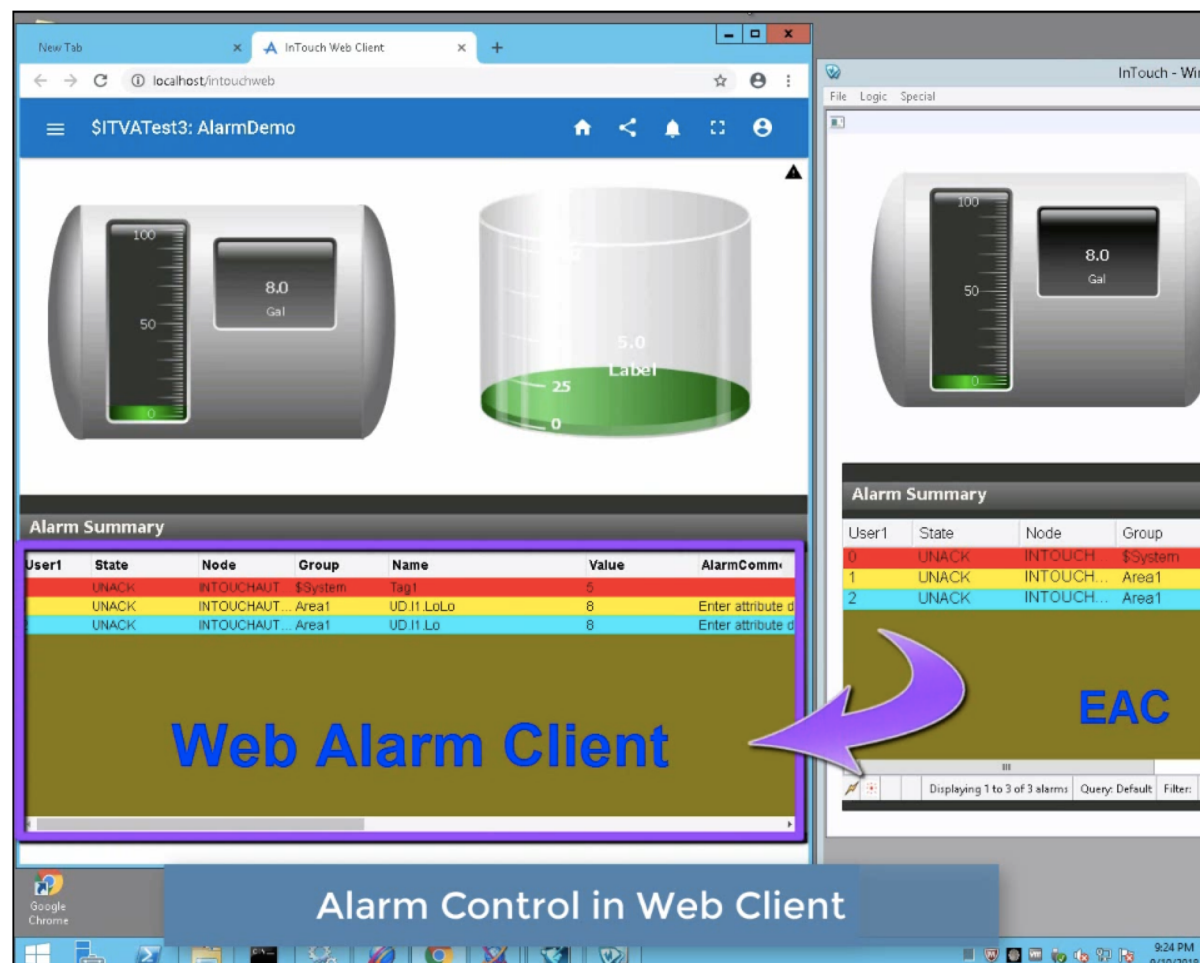 New Tab
InTouch Web Client
localhost/intouchweb
$ITVATest3: AlarmDemo
100
50
0
8.0
Gal
5.0
Label
25
0
Alarm Summary
User1 State Node Group Name Value AlarmComm
UNACK INTOUCHAUT $System Tag1 5
UNACK INTOUCHAUT... Area1 UD.I1.LoLo 8 Enter attribute d
UNACK INTOUCHAUT... Area1 UD.I1.Lo 8 Enter attribute d
Web Alarm Client
InTouch - Wi
File Logic Special
100
50
0
8.0
Gal
Alarm Summary
User1 State Node Group
0 UNACK INTOUCH $System
1 UNACK INTOUCH... Area1
2 UNACK INTOUCH... Area1
EAC
Displaying 1 to 3 of 3 alarms Query: Default Filter:
Alarm Control in Web Client
Google
Chrome
9:24 PM